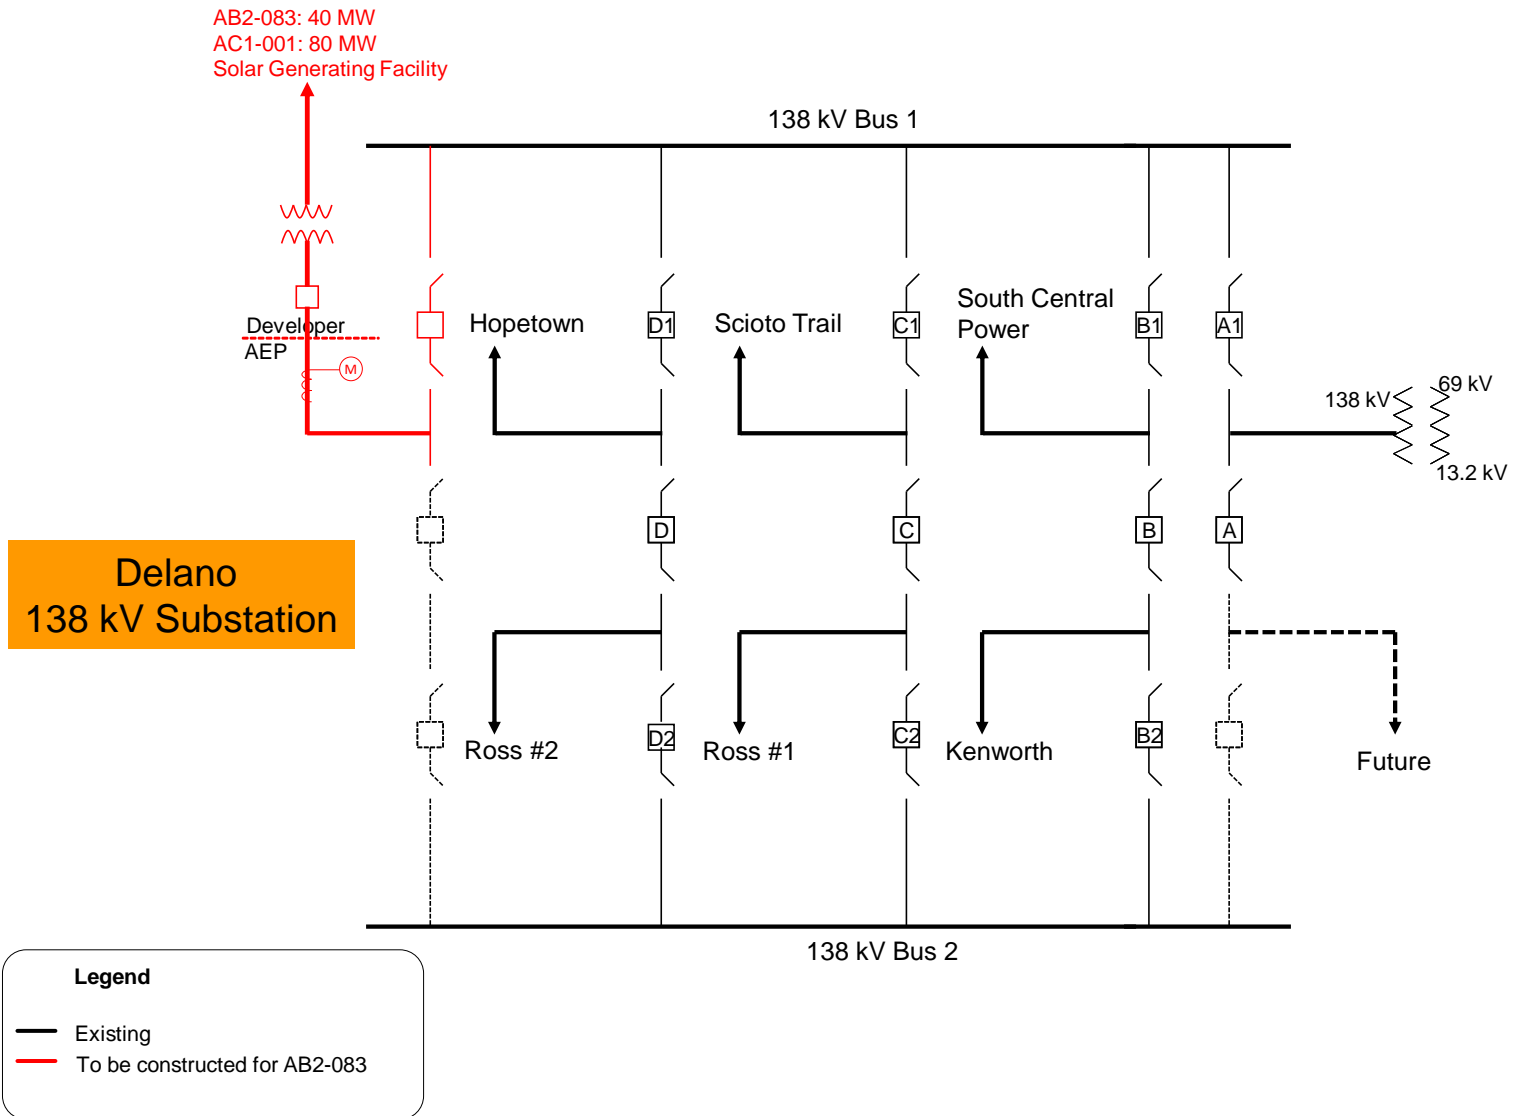 AB2-083: 40 MW
AC1-001: 80 MW
Solar Generating Facility
138 kV Bus 1
Developer
AEP
M
Hopetown
D1
Scioto Trail
C1
South Central
Power
B1
A1
138 kV
69 kV
13.2 kV
D
C
B
A
Delano
138 kV Substation
Ross #2
D2
Ross #1
C2
Kenworth
B2
Future
138 kV Bus 2
Legend
Existing
To be constructed for AB2-083